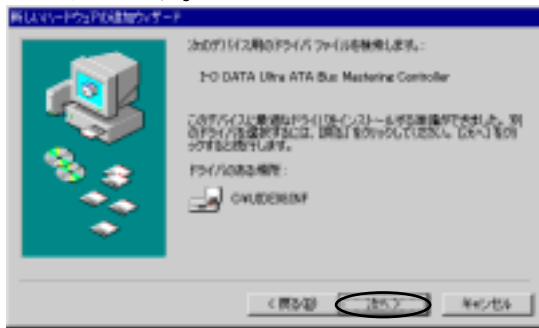 新しいハードウェアの追加ウィザード
次のデバイス用のドライバ ファイルを検索します。:
I-O DATA Ultra ATA Bus Mastering Controller
このデバイスに最適なドライバをインストールする準備ができました。別
のドライバを選択するには、[戻る] をクリックしてください。[次へ] をクリ
ックすると続行します。
ドライバのある場所:
< 戻る(B)
次へ >
キャンセル